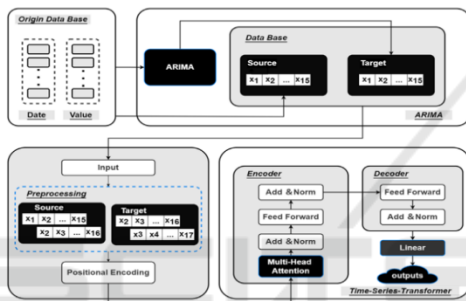 Origin Data Base
Date
Value
ARIMA
Data Base
Source
x1 x2 ... x15
Target
x1 x2 ... x15
ARIMA
Input
Preprocessing
Source
x1 x2 ... x15
x2 x3 ... x16
Target
x2 x3 ... x16
x3 x4 ... x17
Positional Encoding
Encoder
Add & Norm
Feed Forward
Add & Norm
Multi-Head
Attention
Decoder
Feed Forward
Add & Norm
Linear
outputs
Time-Series-Transformer